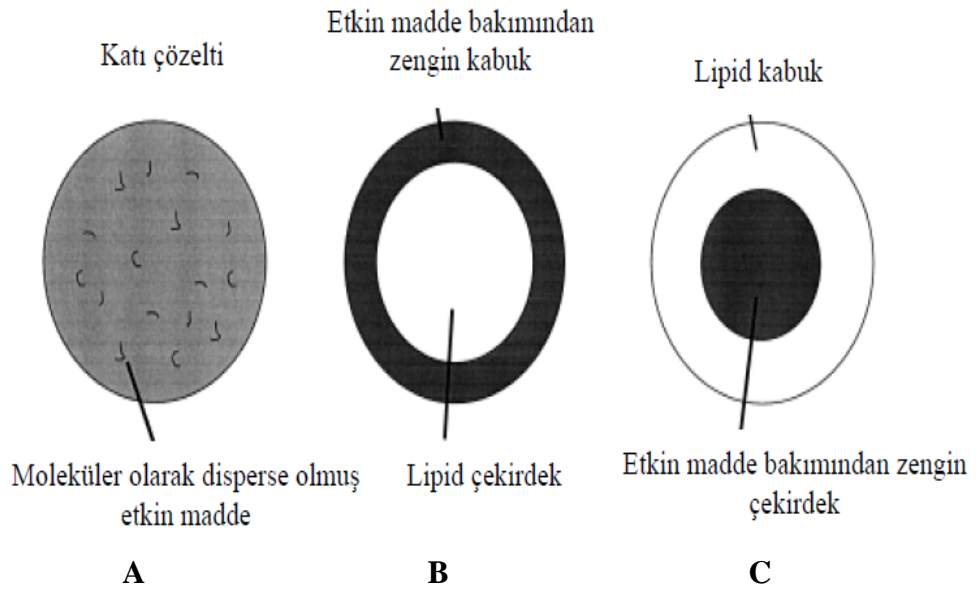 Katı çözelti
Etkin madde bakımından
zengin kabuk
Lipid kabuk
Moleküler olarak disperse olmuş
etkin madde
Lipid çekirdek
Etkin madde bakımından zengin
çekirdek
A
B
C